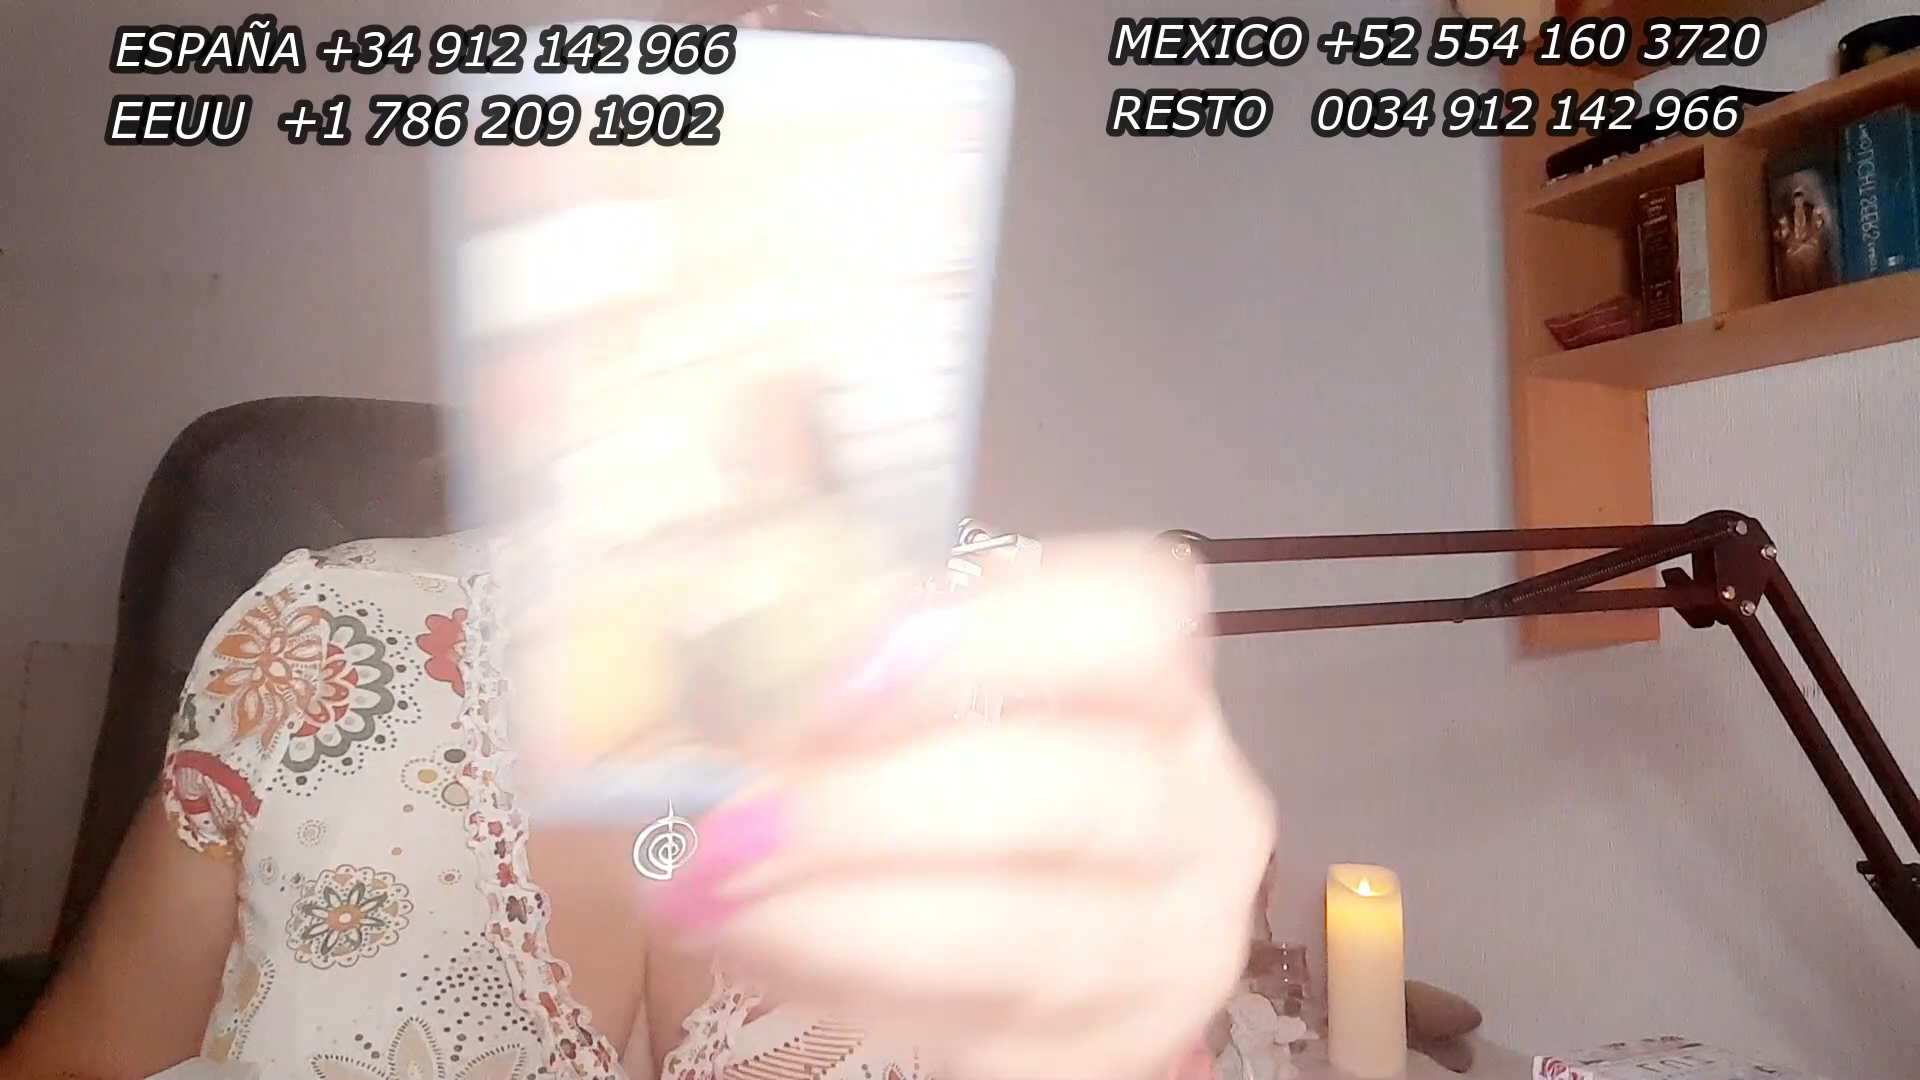 ESPAÑA +34 912 142 966
EEUU +1 786 209 1902
MEXICO +52 554 160 3720
RESTO 0034 912 142 966